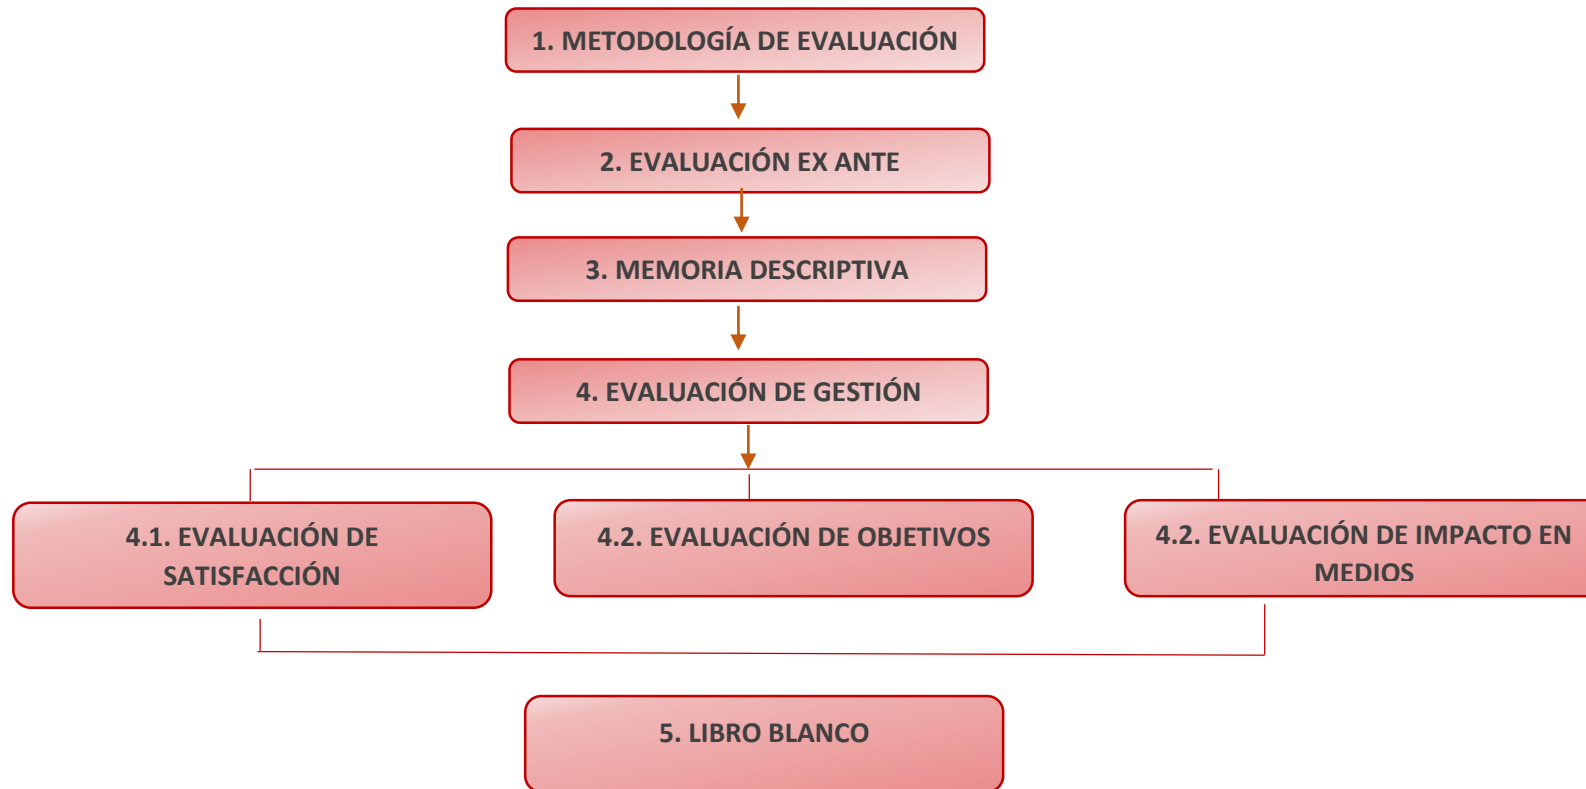 1. METODOLOGÍA DE EVALUACIÓN
2. EVALUACIÓN EX ANTE
3. MEMORIA DESCRIPTIVA
4. EVALUACIÓN DE GESTIÓN
4.1. EVALUACIÓN DE
SATISFACCIÓN
4.2. EVALUACIÓN DE OBJETIVOS
4.2. EVALUACIÓN DE IMPACTO EN
MEDIOS
5. LIBRO BLANCO